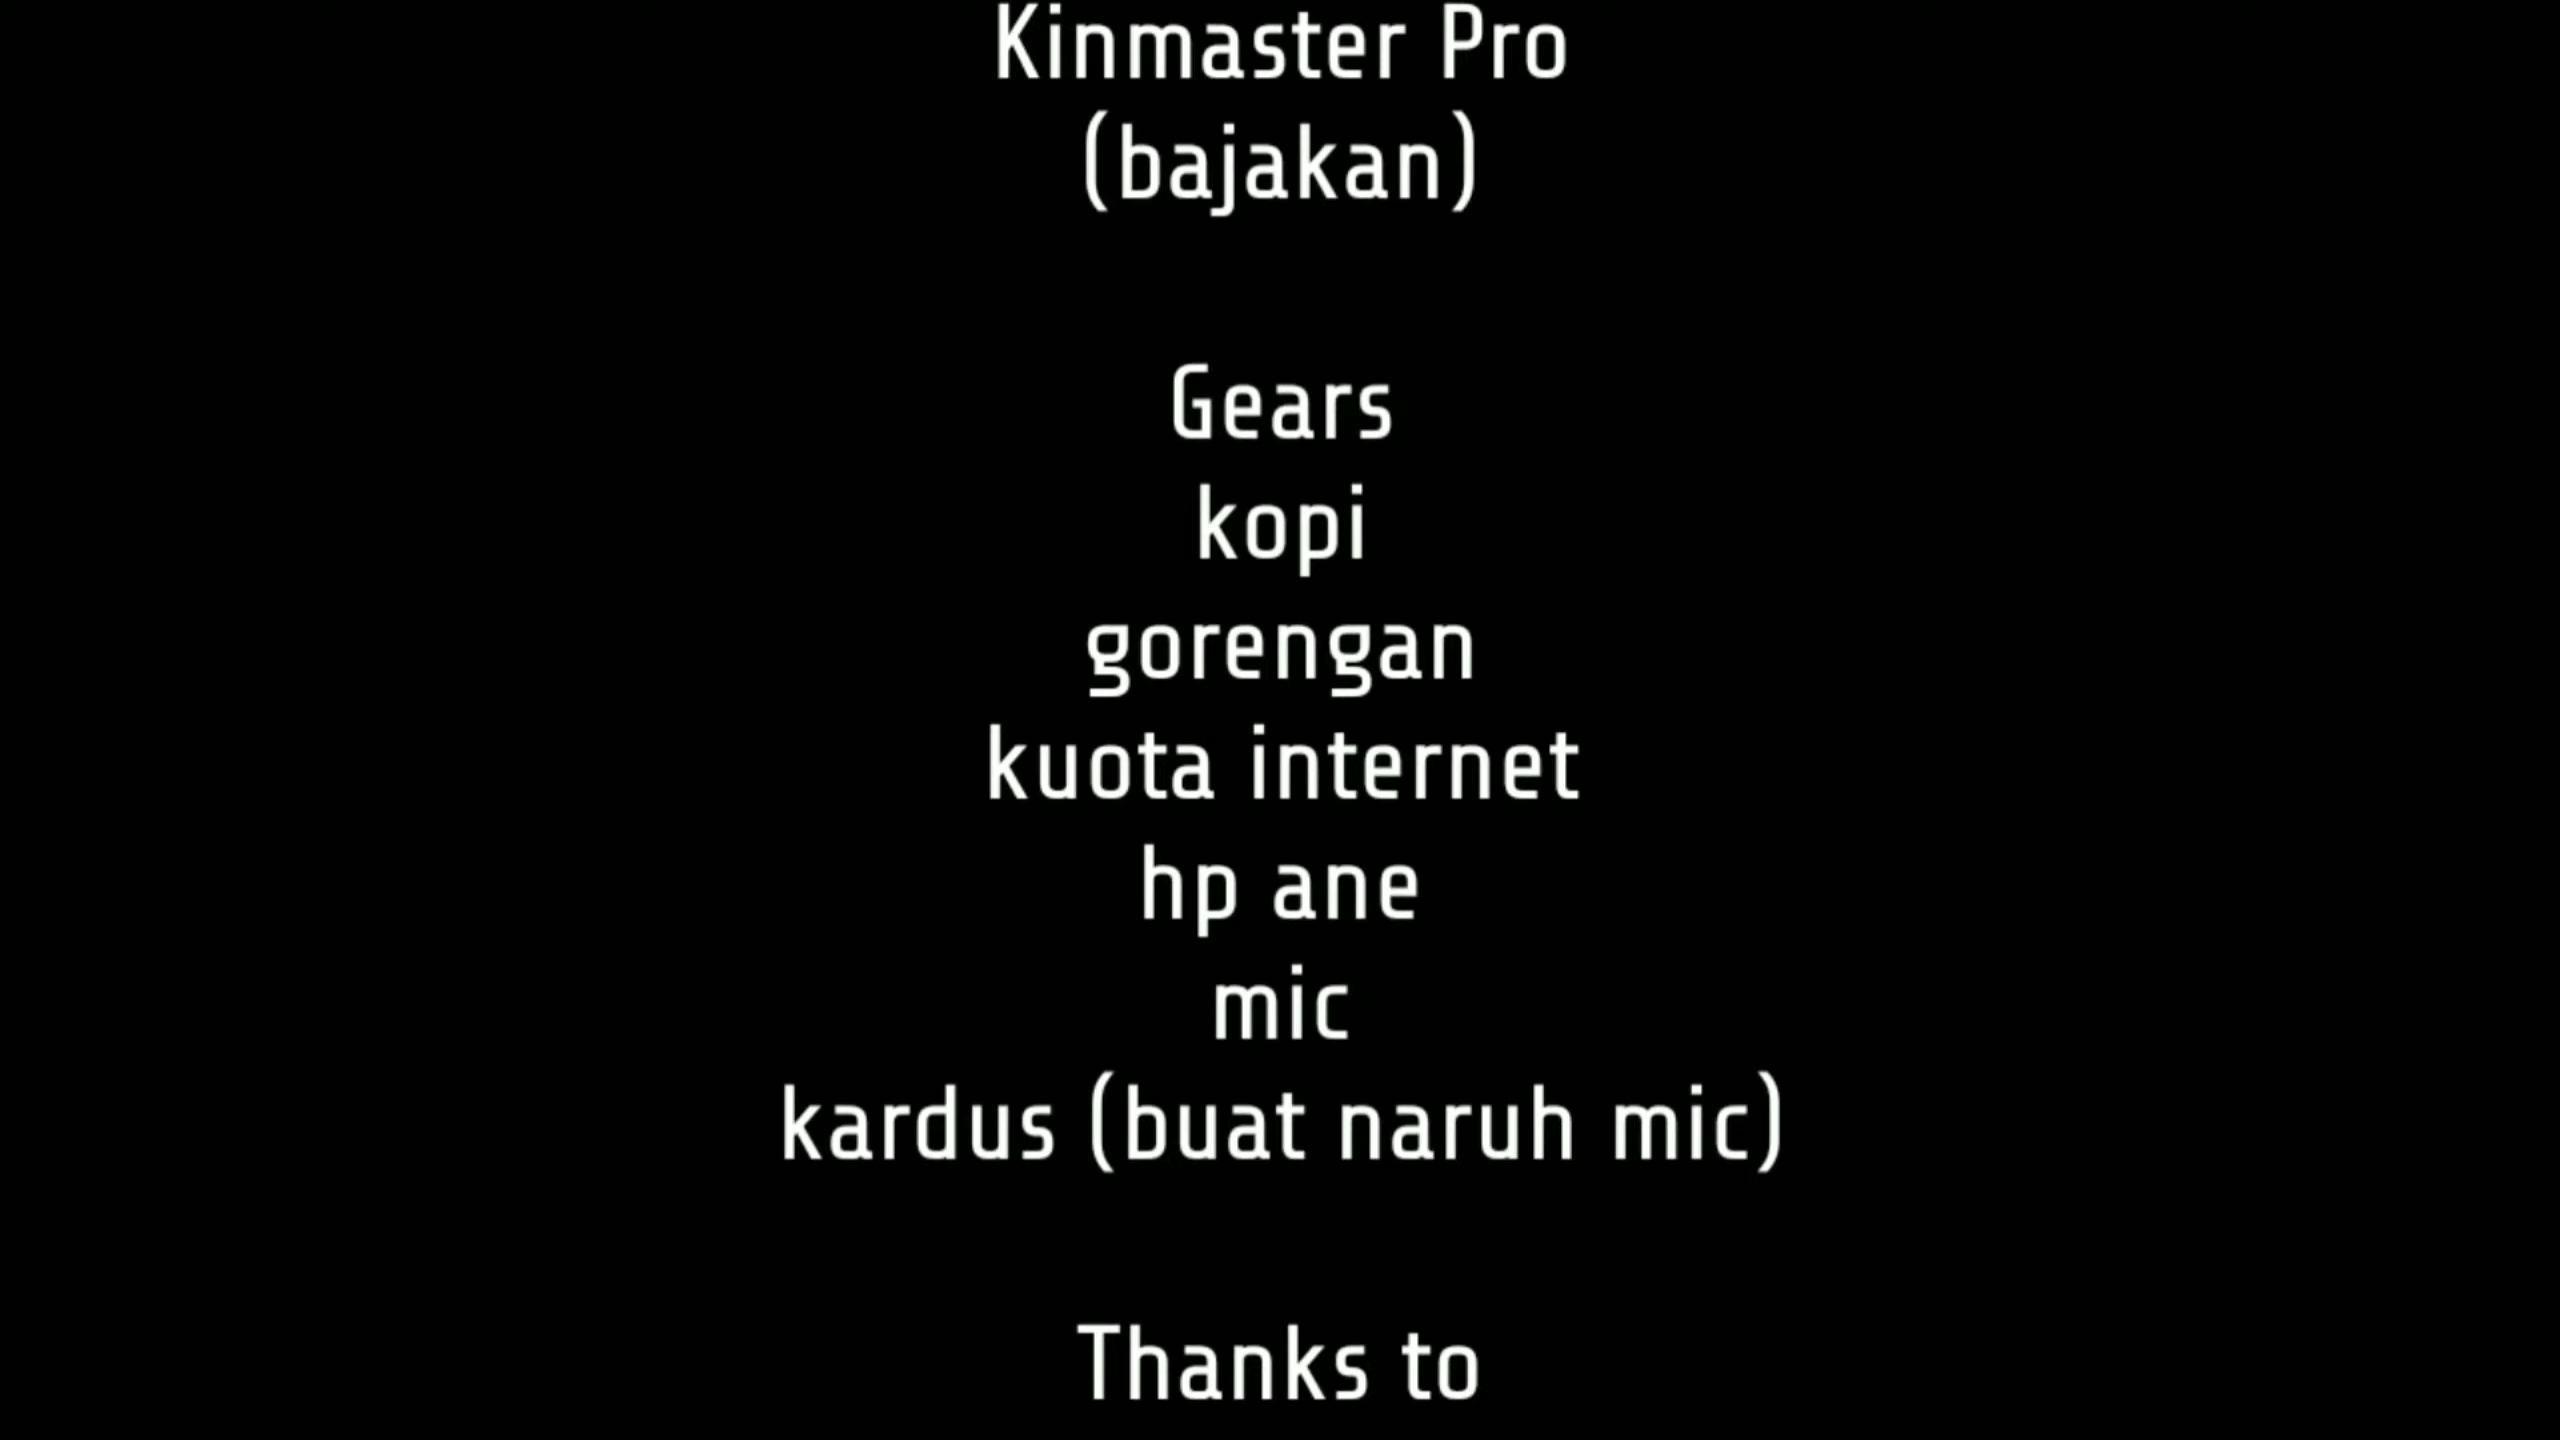 Kinmaster Pro
(bajakan)
Gears
kopi
gorengan
kuota internet
hp ane
mic
kardus (buat naruh mic)
Thanks to